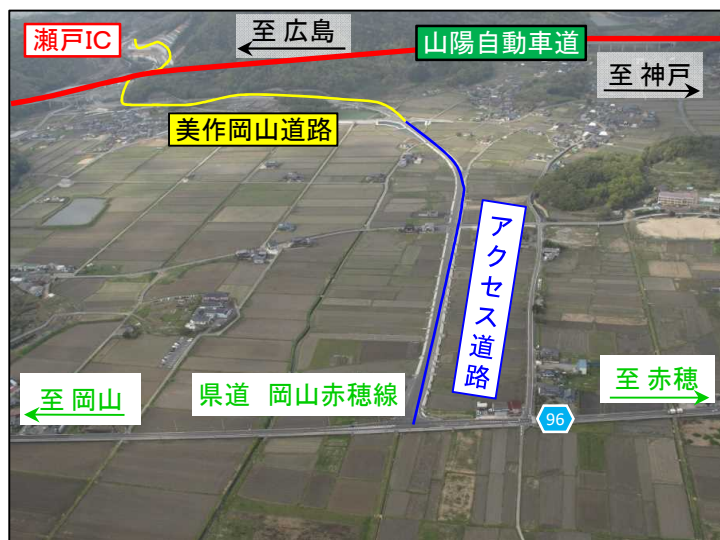 瀬戸IC
至 広島
山陽自動車道
至 神戸
美作岡山道路
アクセス道路
至 岡山
県道　岡山赤穂線
至 赤穂
96